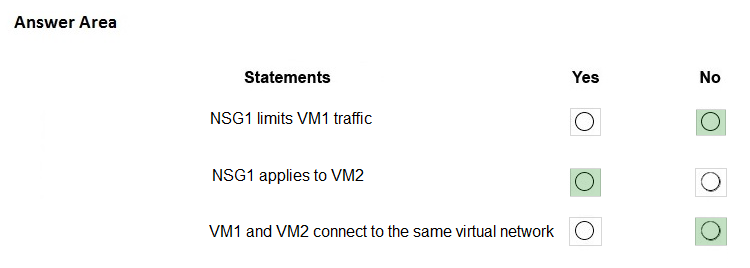 Answer Area
Statements Yes No
NSG1 limits VM1 traffic
NSG1 applies to VM2
VM1 and VM2 connect to the same virtual network